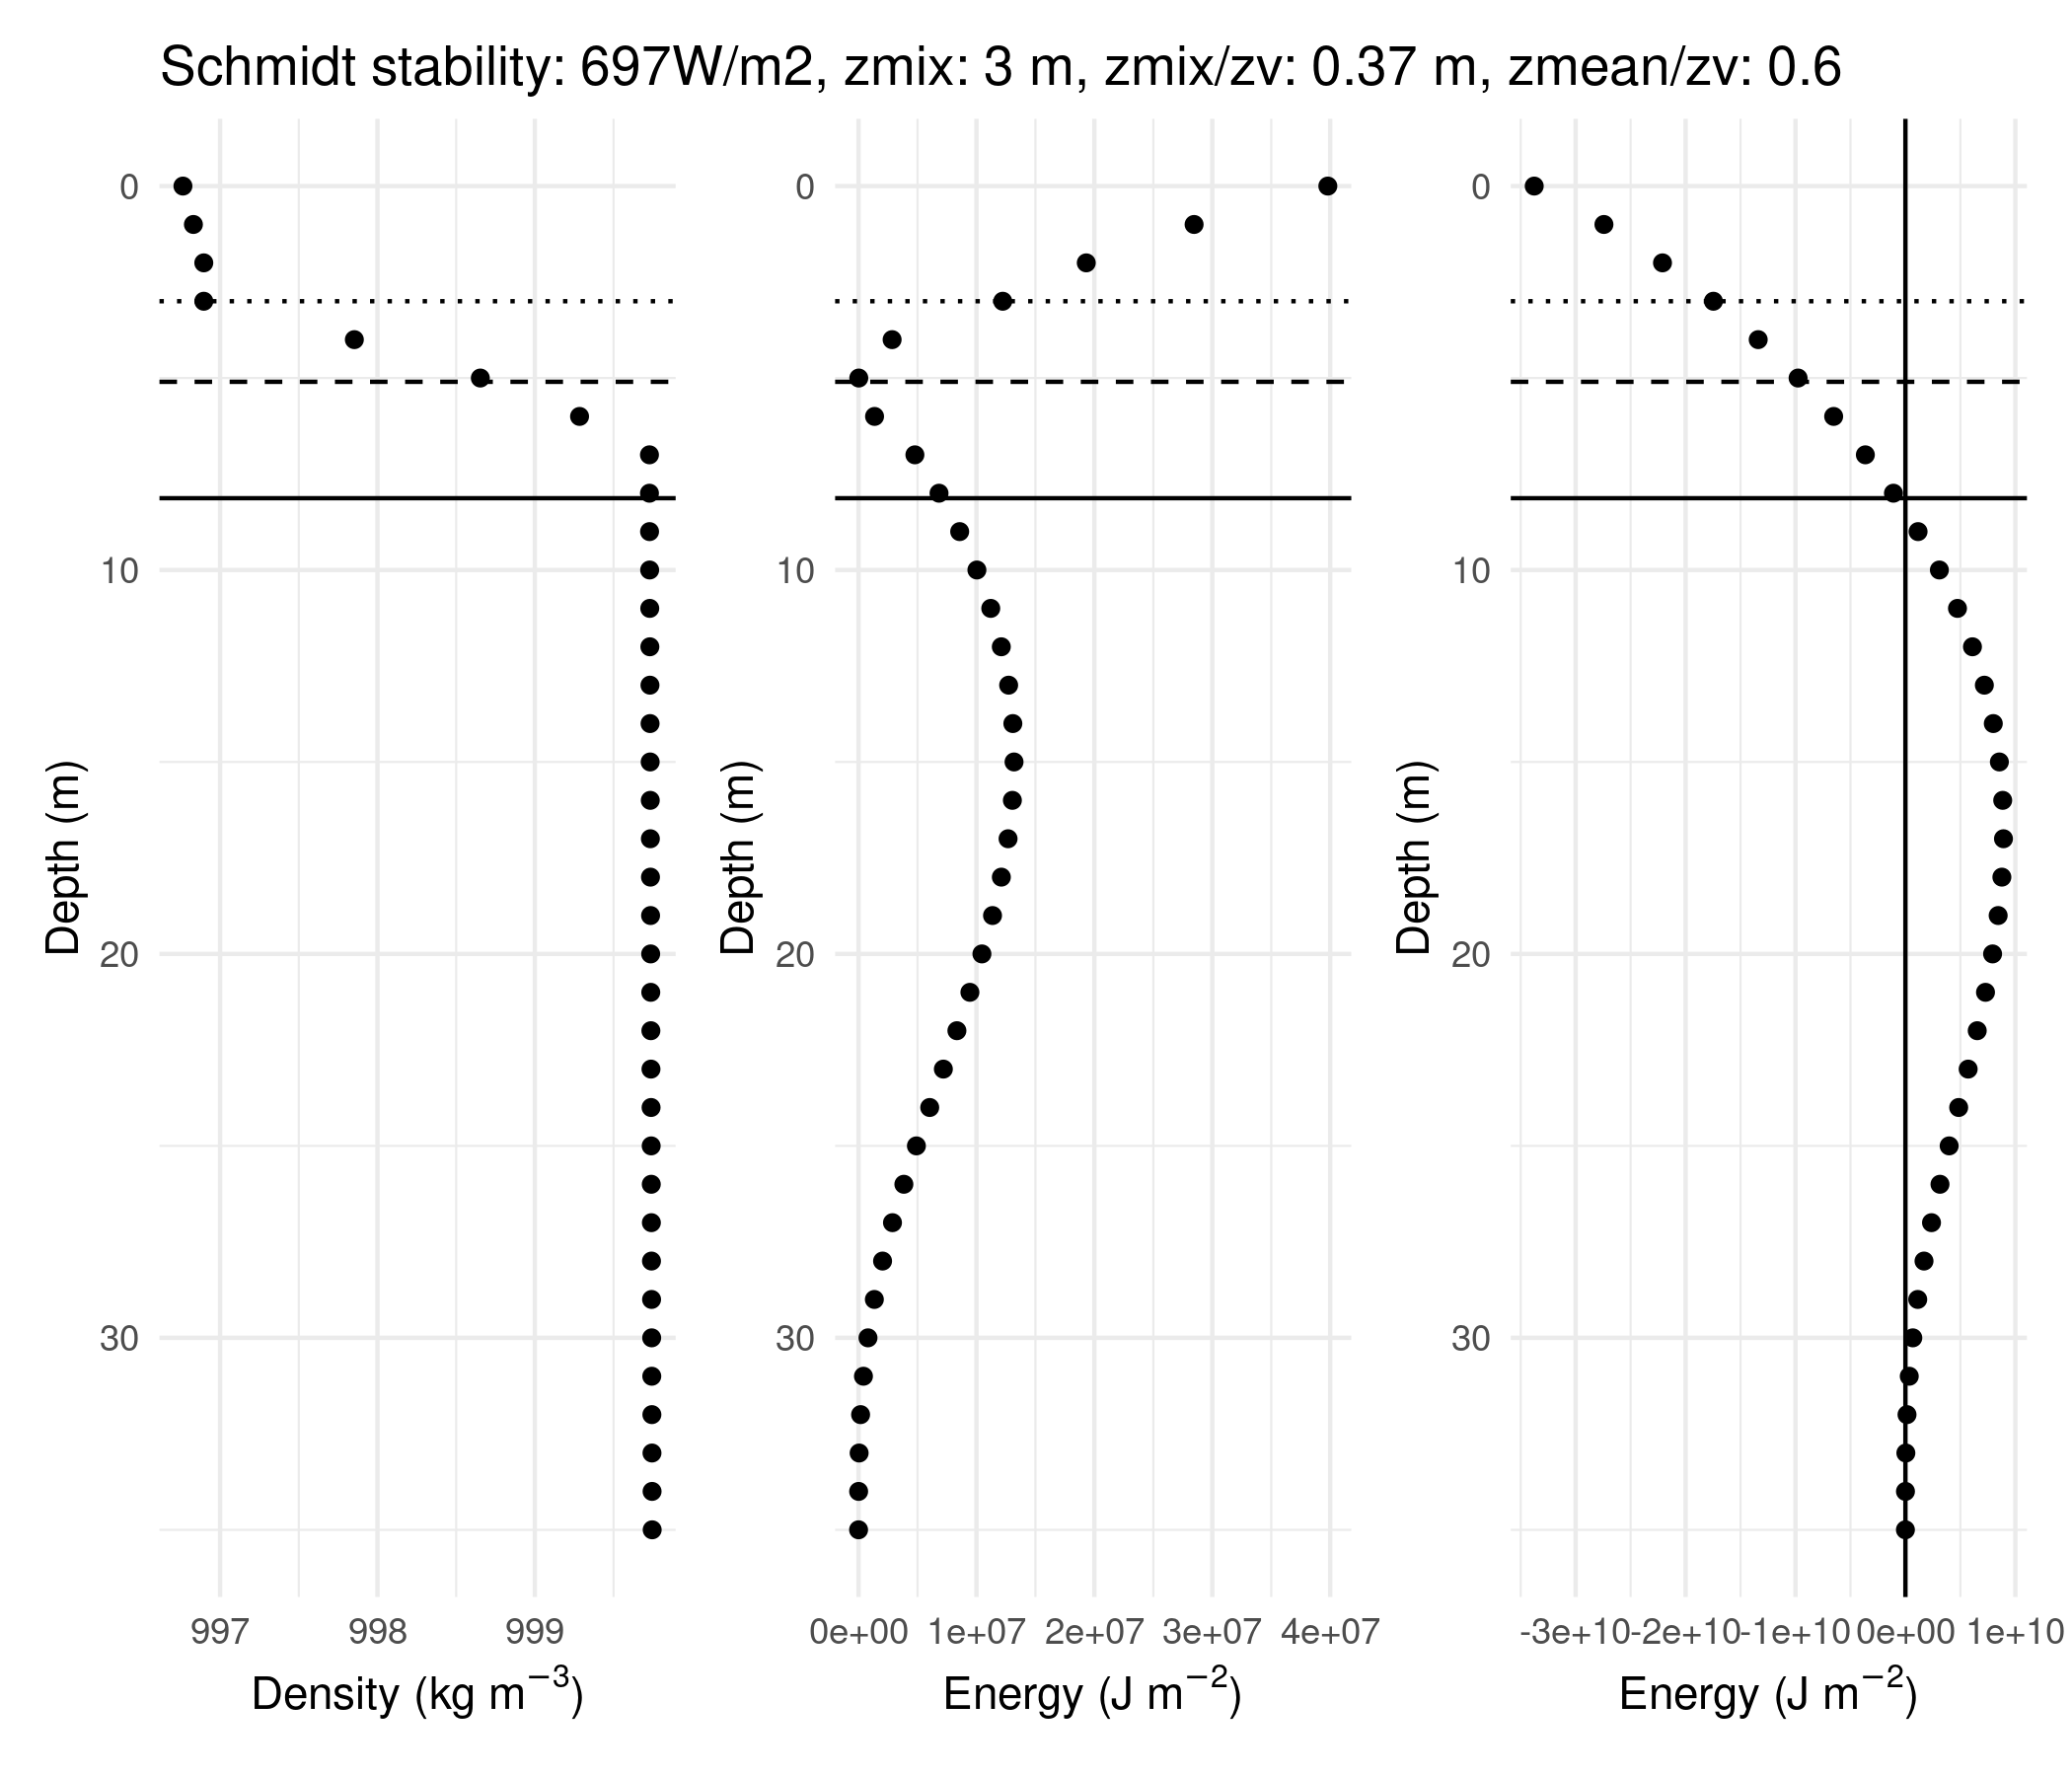 Schmidt stability: 697W/m2, zmix: 3 m, zmix/zv: 0.37 m, zmean/zv: 0.6
0
10
20
30
Depth (m)
997 998 999
Density (kg m−3)
0
10
20
30
Depth (m)
0e+00 1e+07 2e+07 3e+07 4e+07
Energy (J m−2)
0
10
20
30
Depth (m)
-3e+10 -2e+10 -1e+10 0e+00 1e+10
Energy (J m−2)